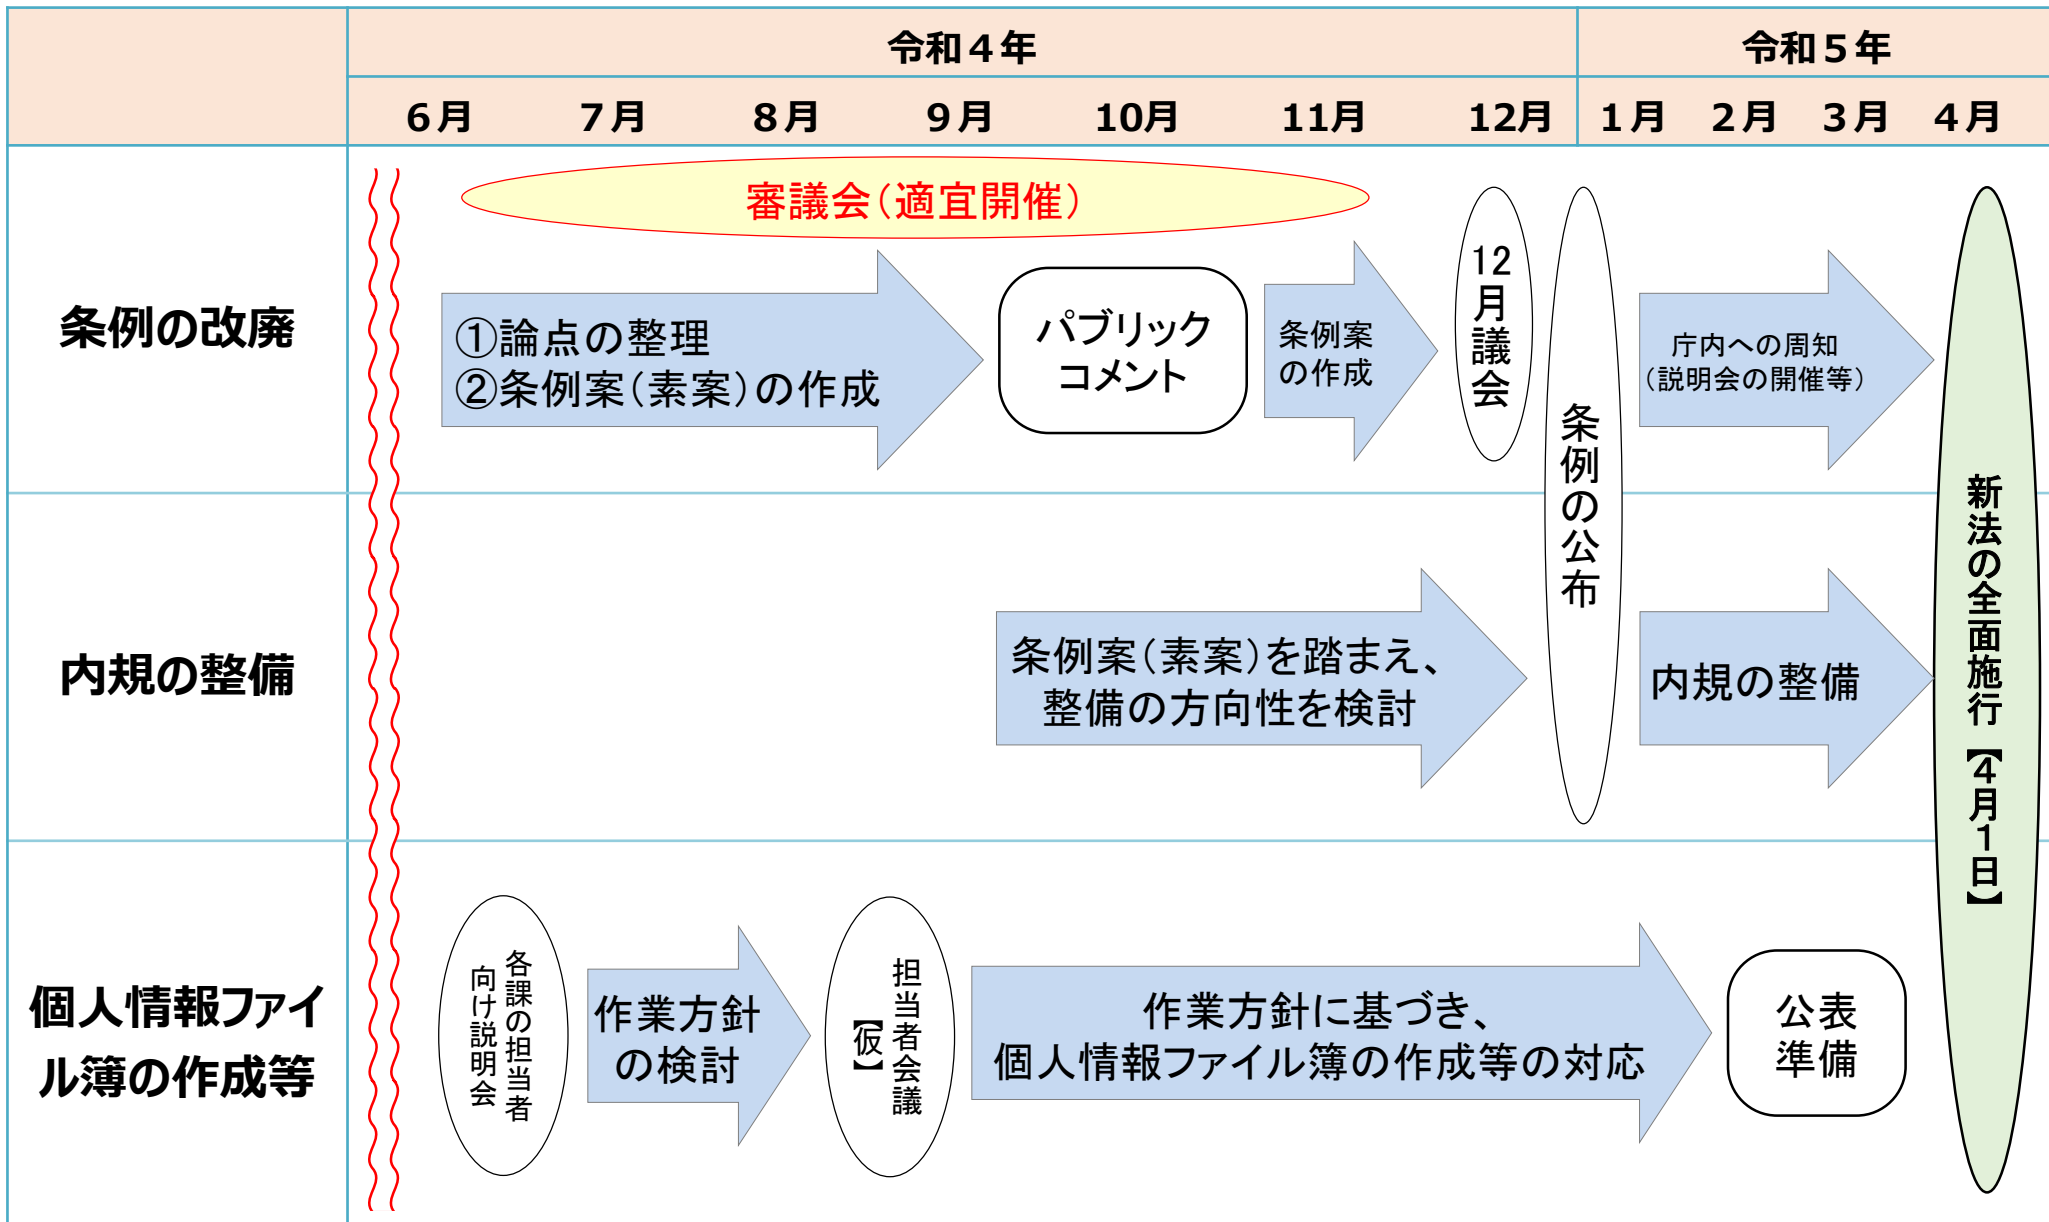 令和４年
令和５年
６月
７月
８月
９月
10月
11月
12月
１月
２月
３月
４月
条例の改廃
審議会（適宜開催）
①論点の整理
②条例案（素案）の作成
パブリック
コメント
条例案
の作成
12月議会
条例の公布
庁内への周知
（説明会の開催等）
新法の全面施行【４月１日】
内規の整備
条例案（素案）を踏まえ、
整備の方向性を検討
内規の整備
個人情報ファイ
ル簿の作成等
各課の担当者
向け説明会
作業方針
の検討
担当者会議
【仮】
作業方針に基づき、
個人情報ファイル簿の作成等の対応
公表
準備